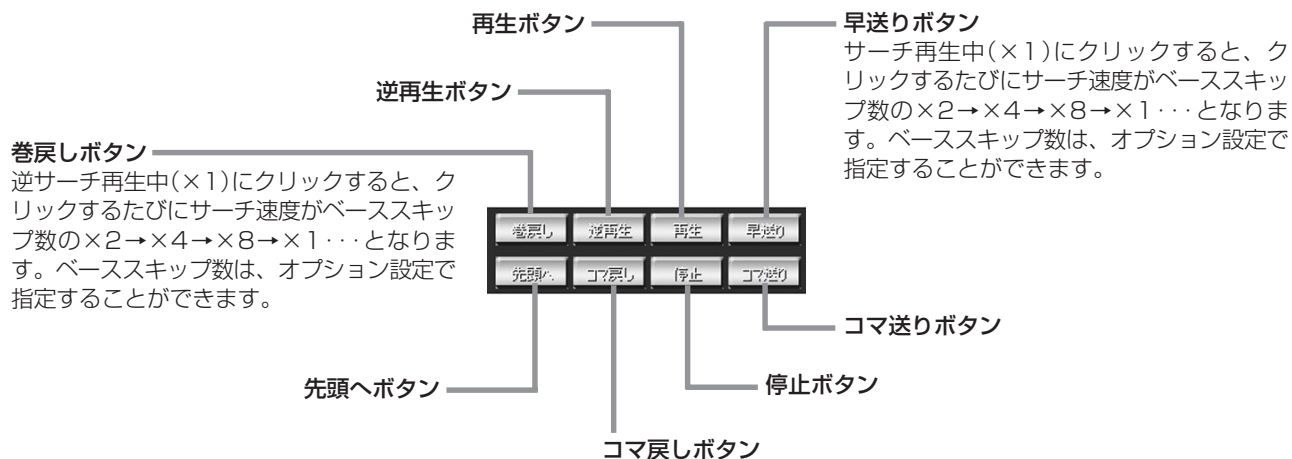 再生ボタン
早送りボタン
サーチ再生中(×1)にクリックすると、ク
リックするたびにサーチ速度がベーススキッ
プ数の×2→×4→×8→×1···となりま
す。ベーススキップ数は、オプション設定で
指定することができます。
逆再生ボタン
巻戻しボタン
逆サーチ再生中(×1)にクリックすると、ク
リックするたびにサーチ速度がベーススキッ
プ数の×2→×4→×8→×1···となりま
す。ベーススキップ数は、オプション設定で
指定することができます。
巻戻し 逆再生 再生 早送り
先頭へ コマ戻し 停止 コマ送り
コマ送りボタン
先頭へボタン
停止ボタン
コマ戻しボタン